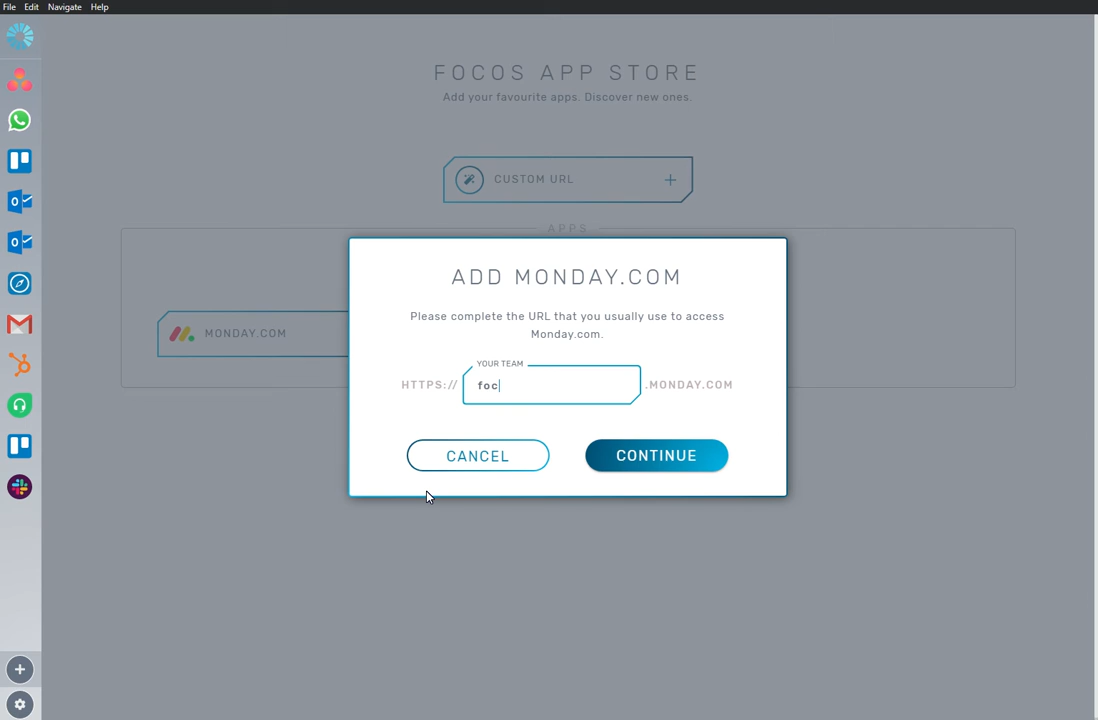 File Edit Navigate Help
FOCOS APP STORE
Add your favourite apps. Discover new ones.
CUSTOM URL +
APPS
MONDAY.COM
ADD MONDAY.COM
Please complete the URL that you usually use to access
Monday.com.
YOUR TEAM
HTTPS:// foc .MONDAY.COM
CANCEL CONTINUE